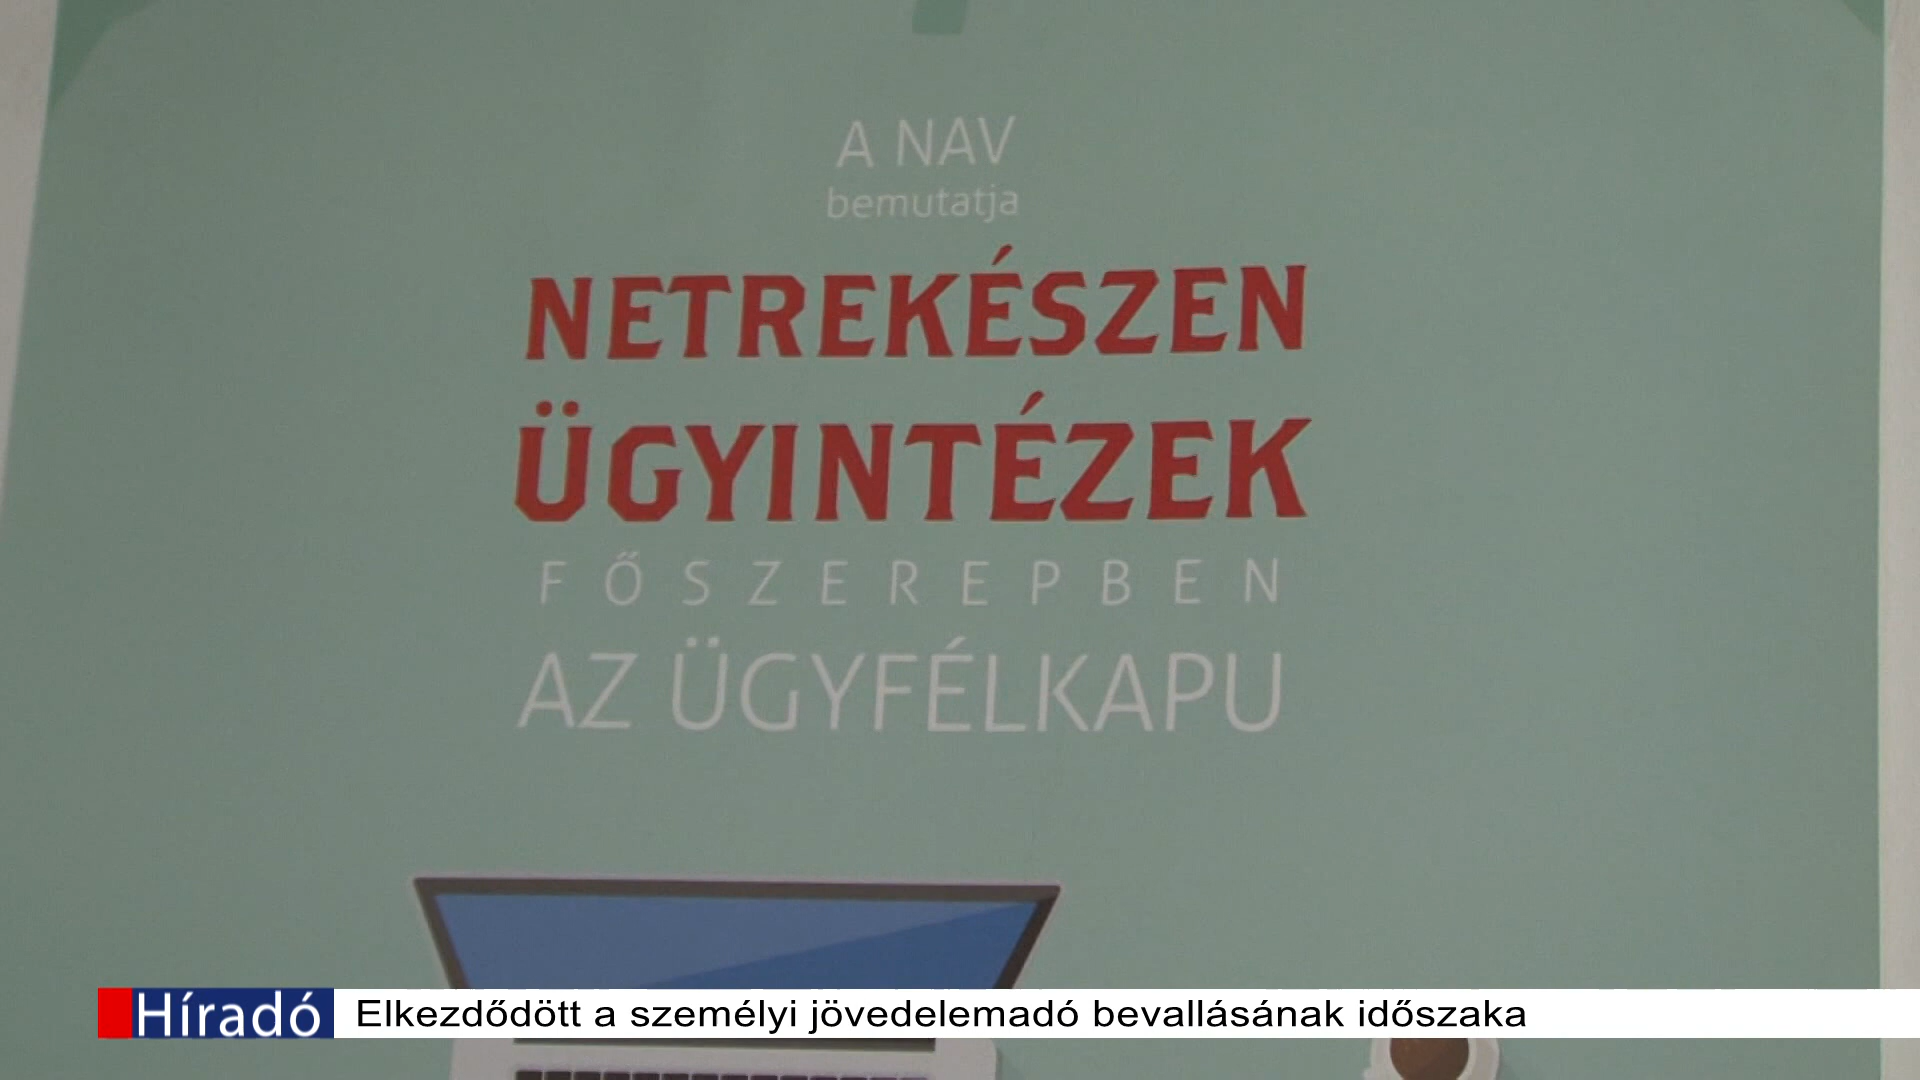 A NAV
bemutatja
NETREKÉSZEN
ÜGYINTÉZEK
FŐSZEREPBEN
AZ ÜGYFÉLKAPU
Híradó Elkezdődött a személyi jövedelemadó bevallásának időszaka